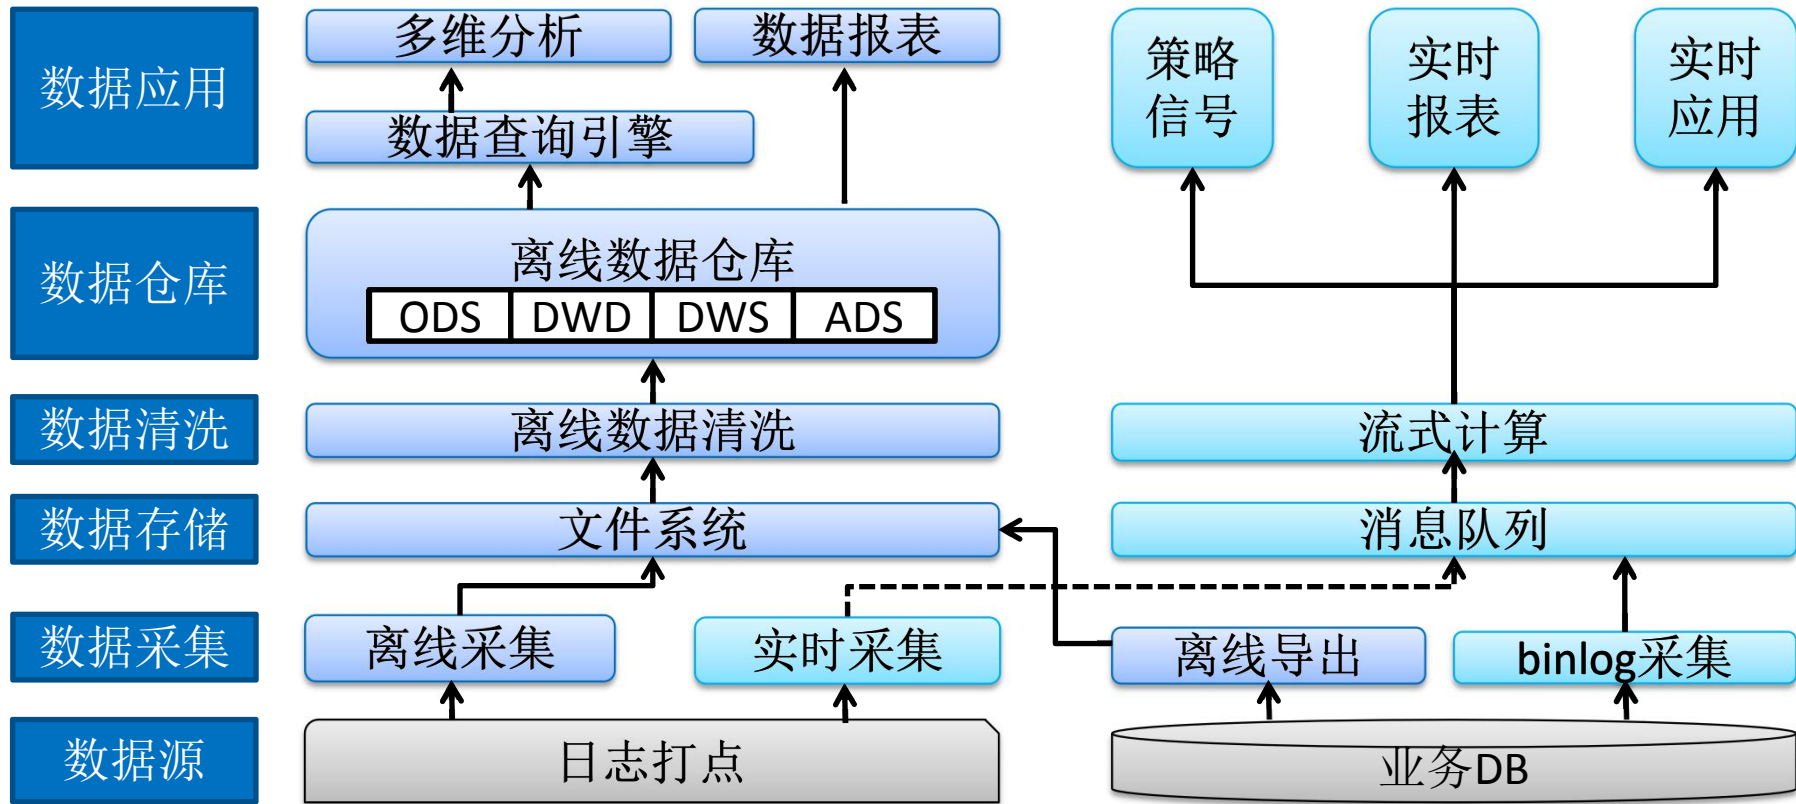 数据应用
多维分析
数据报表
策略
信号
实时
报表
实时
应用
数据查询引擎
数据仓库
离线数据仓库
ODS DWD DWS ADS
数据清洗
离线数据清洗
流式计算
数据存储
文件系统
消息队列
数据采集
离线采集
实时采集
离线导出
binlog采集
数据源
日志打点
业务DB